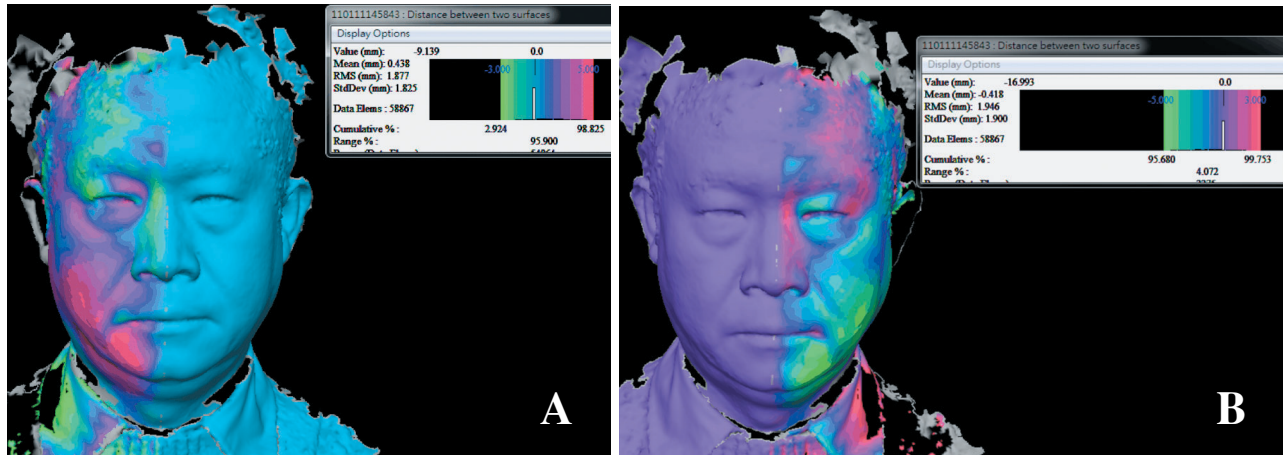 110111145843 : Distance between two surfaces
Display Options
Value (mm) -9.139 0.0
Mean (mm): 0.438
RMS (mm): 1.877
StdDev (mm): 1.825
Data Elems : 58867
-3.000 3.000
Cumulative % : 2.924 98.825
Range % : 95.900
A
110111145843 : Distance between two surfaces
Display Options
Value (mm) -16.993 0.0
Mean (mm): -0.418
RMS (mm): 1.946
StdDev (mm): 1.900
Data Elems : 58867
-5.000 3.000
Cumulative % : 95.680 99.753
Range % : 4.072
B